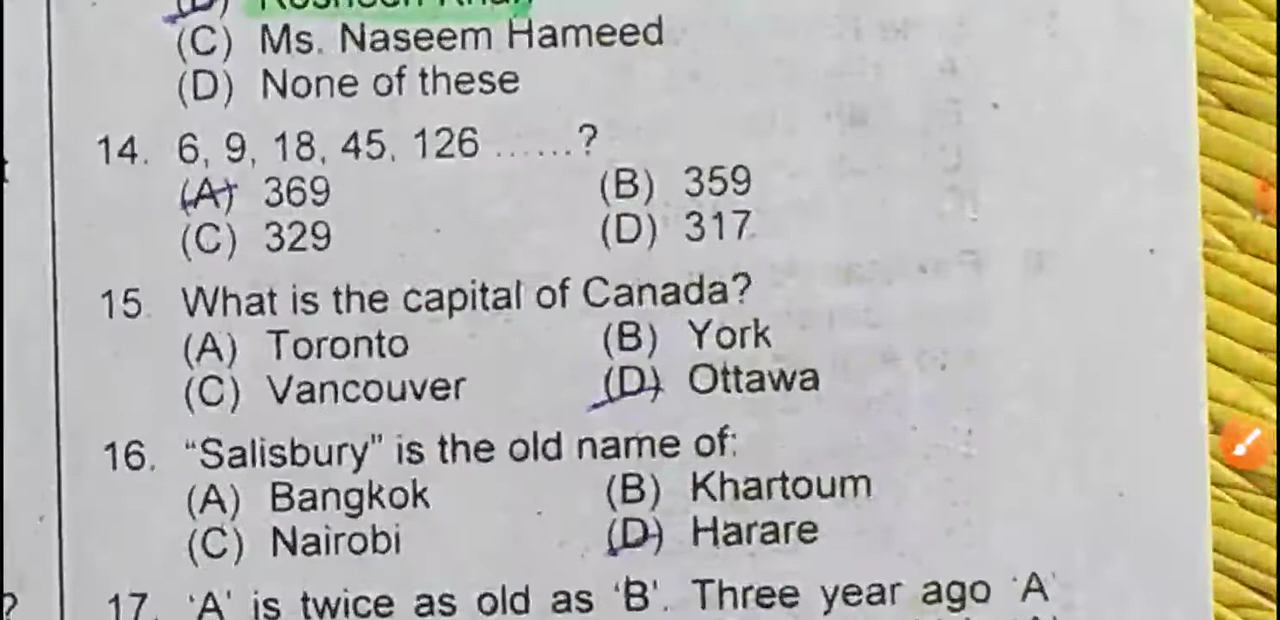 (C) Ms. Naseem Hameed
(D) None of these
14. 6, 9, 18, 45, 126 ......?
(A) 369 (B) 359
(C) 329 (D) 317
15. What is the capital of Canada?
(A) Toronto (B) York
(C) Vancouver (D) Ottawa
16. “Salisbury” is the old name of:
(A) Bangkok (B) Khartoum
(C) Nairobi (D) Harare
? 17. ‘A’ is twice as old as ‘B’. Three year ago ‘A’